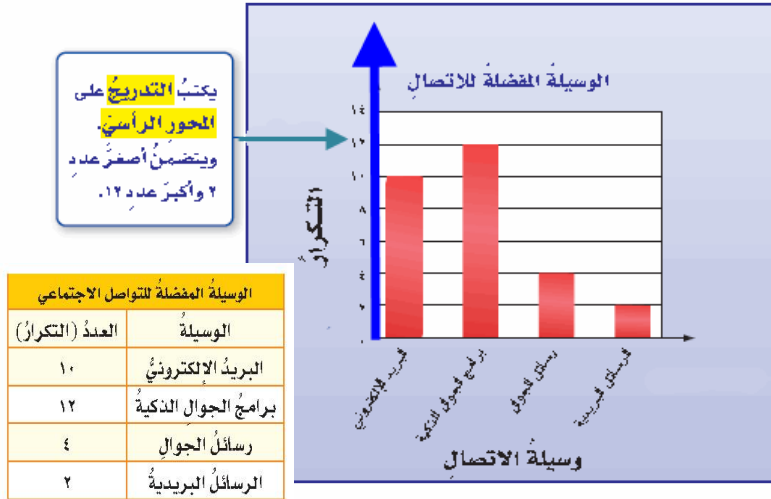 الوسيلةُ المفضلةُ للاتصالِ
يكتبُ التدريجُ على
المحور الرأسيّ.
ويتضمّنُ أصغرَ عددٍ
٢ وأكبرَ عددٍ ١٢.
التكرارُ
١٤
١٢
١٠
٨
٦
٤
٢
٠
البريد الإلكتروني
برامج الجوال الذكية
رسائل الجوال
الرسائل البريدية
وسيلةُ الاتصالِ
الوسيلةُ المفضلةُ للتواصل الاجتماعي
الوسيلةُ العددُ (التكرارُ)
البريدُ الإلكترونيُّ ١٠
برامجُ الجوالِ الذكيةُ ١٢
رسائلُ الجوالِ ٤
الرسائلُ البريديةُ ٢